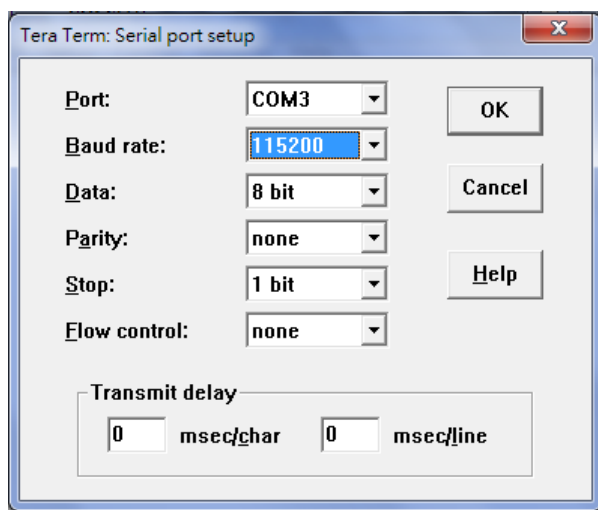 Tera Term: Serial port setup
Port: COM3
OK
Baud rate: 115200
Data: 8 bit
Cancel
Parity: none
Stop: 1 bit
Help
Flow control: none
Transmit delay
0 msec/char 0 msec/line